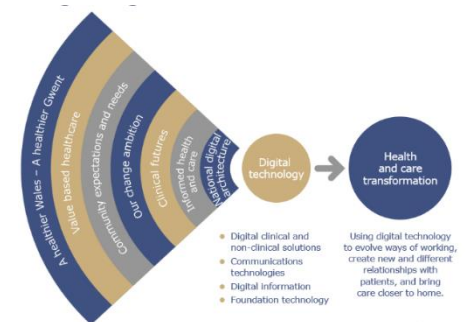 A healthier Wales – A healthier Gwent
Value based healthcare
Community expectations and needs
Our change ambition
Clinical futures
Informed health
and care
National digital
architecture
Digital
technology
Health
and care
transformation
Digital clinical and
non-clinical solutions
Communications
technologies
Digital information
Foundation technology
Using digital technology
to evolve ways of working,
create new and different
relationships with
patients, and bring
care closer to home.